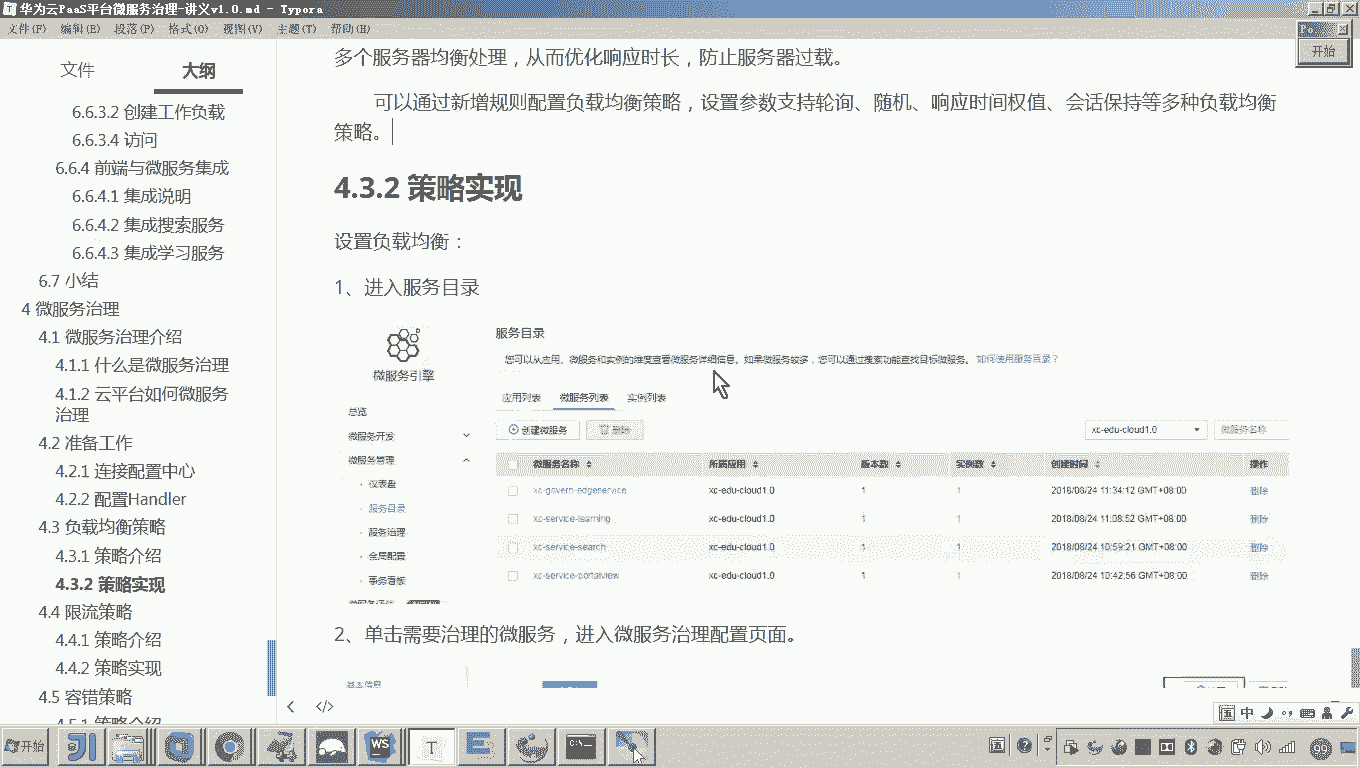 华为云PaaS平台微服务治理-讲义v1.0.md - Typora
文件(F) 编辑(E) 段落(P) 格式(O) 视图(V) 主题(T) 帮助(H)
开始
文件 大纲
6.6.3.2 创建工作负载
6.6.3.4 访问
6.6.4 前端与微服务集成
6.6.4.1 集成说明
6.6.4.2 集成搜索服务
6.6.4.3 集成学习服务
6.7 小结
4 微服务治理
4.1 微服务治理介绍
4.1.1 什么是微服务治理
4.1.2 云平台如何微服务
治理
4.2 准备工作
4.2.1 连接配置中心
4.2.2 配置Handler
4.3 负载均衡策略
4.3.1 策略介绍
4.3.2 策略实现
4.4 限流策略
4.4.1 策略介绍
4.4.2 策略实现
4.5 容错策略
4.5.1 策略介绍
多个服务器均衡处理，从而优化响应时长，防止服务器过载。
可以通过新增规则配置负载均衡策略，设置参数支持轮询、随机、响应时间权值、会话保持等多种负载均衡
策略。
4.3.2 策略实现
设置负载均衡：
1、进入服务目录
微服务引擎
总览
微服务开发
微服务管理
仪表盘
服务目录
服务治理
全局配置
事务看板
服务目录
您可以从应用、微服务和实例的维度查看微服务详细信息。如果微服务较多，您可以通过搜索功能查找目标微服务。 如何使用服务目录？
应用列表 微服务列表 实例列表
创建微服务 删除 xc-edu-cloud1.0 微服务名称
微服务名称 所属应用 版本数 实例数 创建时间 操作
xc-govern-edgeservice xc-edu-cloud1.0 1 1 2018/08/24 11:34:12 GMT+08:00 删除
xc-service-learning xc-edu-cloud1.0 1 1 2018/08/24 11:08:52 GMT+08:00 删除
xc-service-search xc-edu-cloud1.0 1 1 2018/08/24 10:59:21 GMT+08:00 删除
xc-service-portalview xc-edu-cloud1.0 1 1 2018/08/24 10:42:56 GMT+08:00 删除
2、单击需要治理的微服务，进入微服务治理配置页面。
基本信息
中
开始